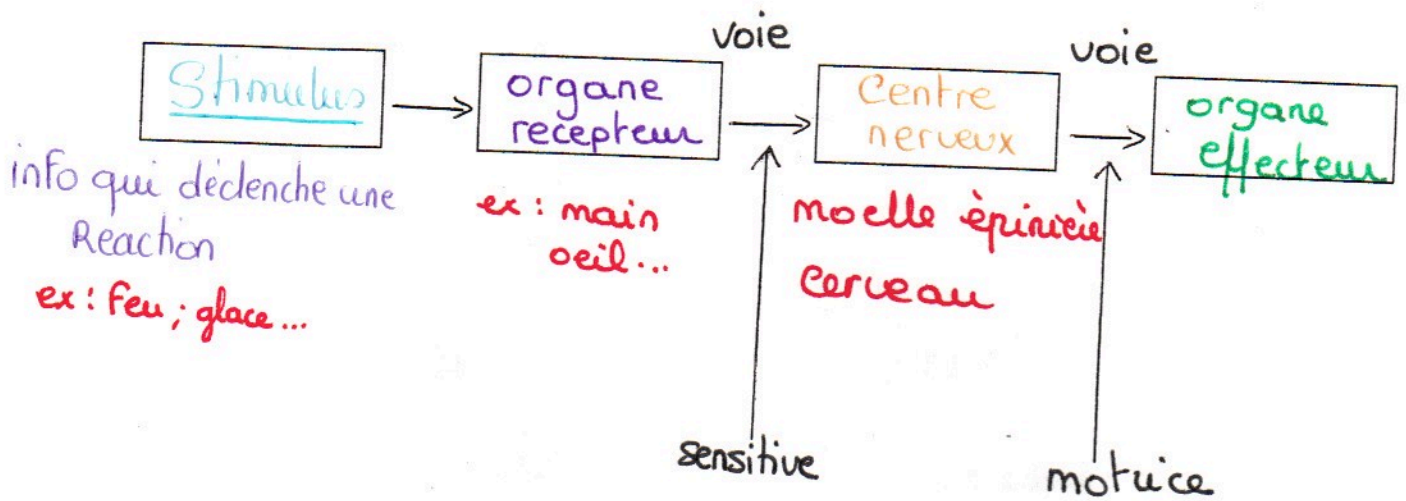 voie
voie
Stimulus
organe
recepteur
Centre
nerveux
organe
effecteur
info qui déclenche une
Reaction
ex : feu ; glace ...
ex : main
oeil ...
moelle èpinièie
cerveau
sensitive
motrice